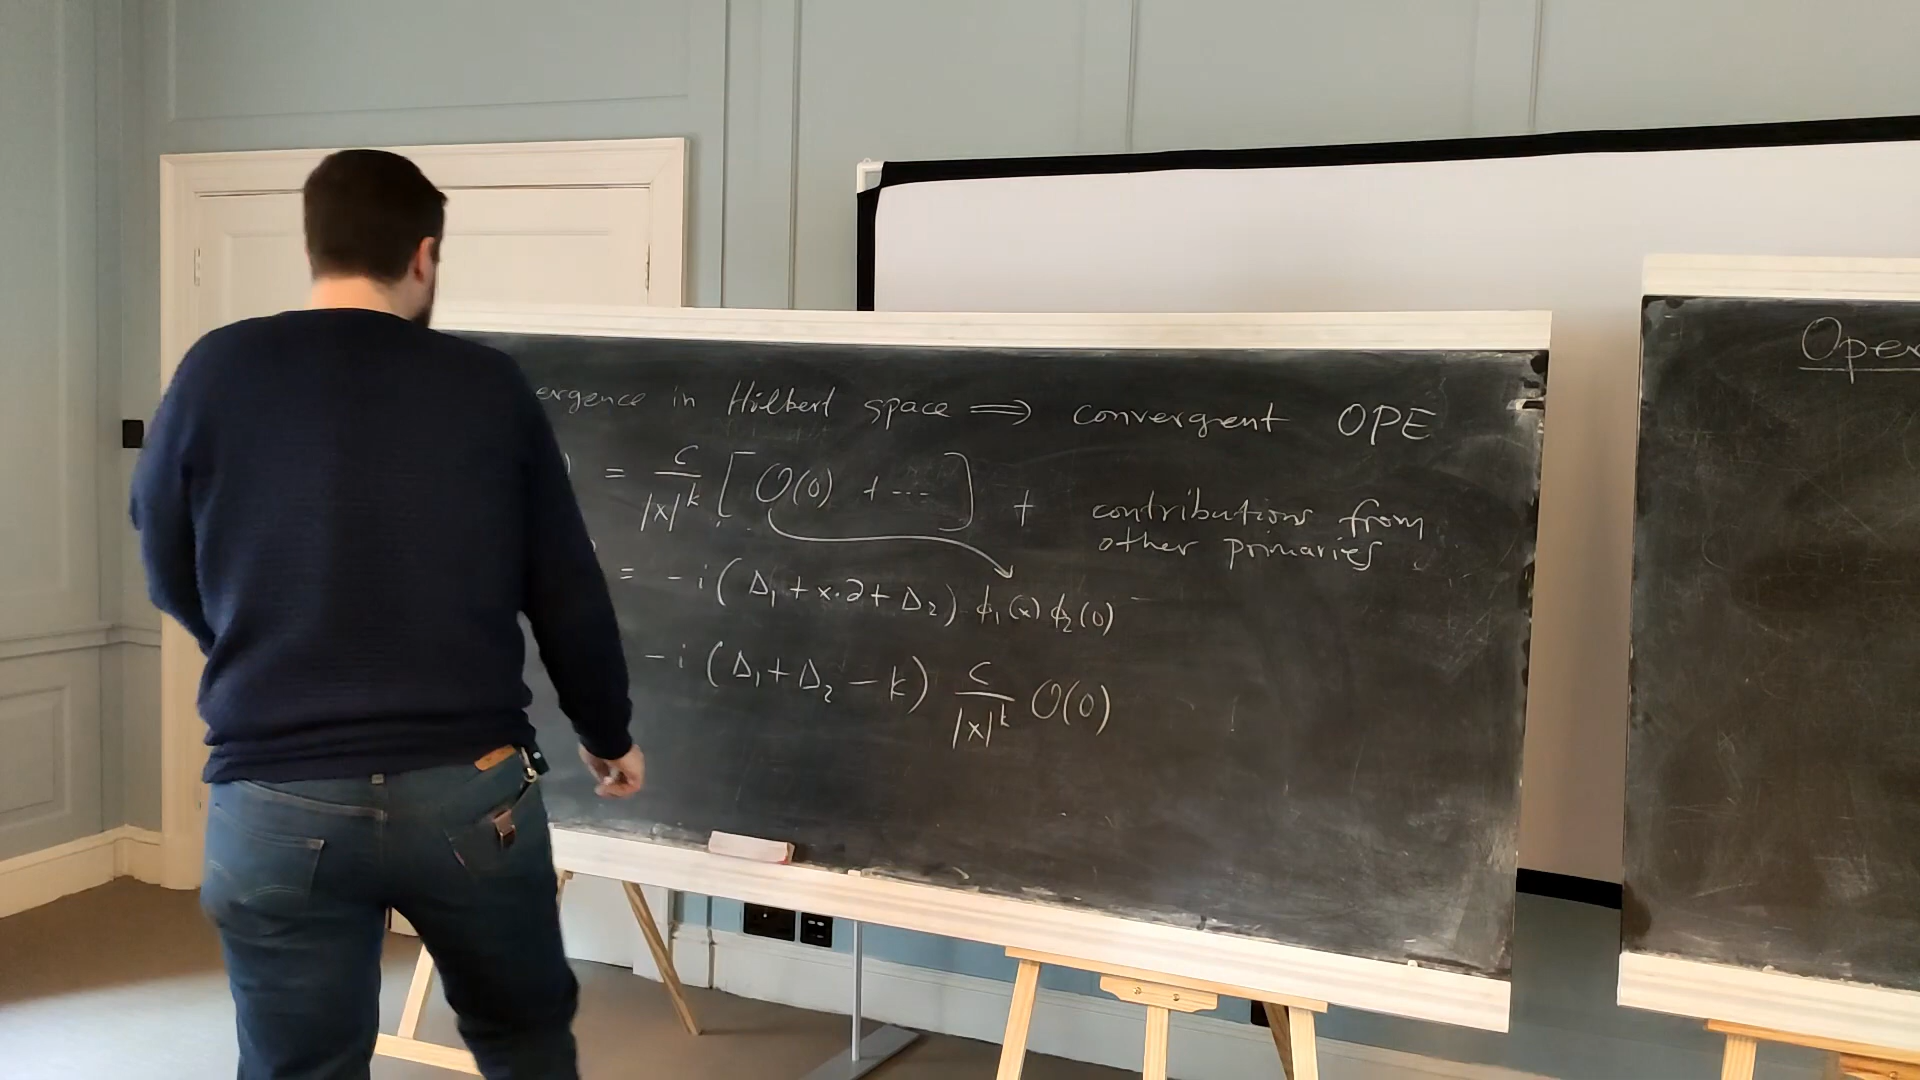 ergence in Hilbert space ⟹ convergent OPE
) = C/|x|^k [O(0) + ...] + contributions from
other primaries
= -i(Δ₁ + x·∂ + Δ₂) ϕ₁(x) ϕ₂(0)
-i(Δ₁ + Δ₂ - k) C/|x|^k O(0)
Oper